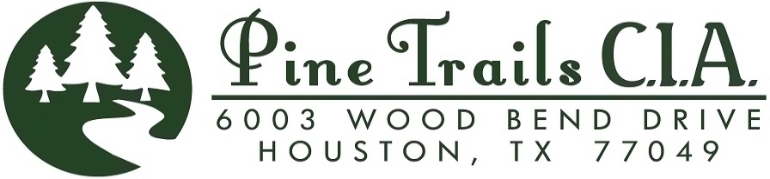 Pine Trails C.I.A.
6003 WOOD BEND DRIVE
HOUSTON, TX 77049